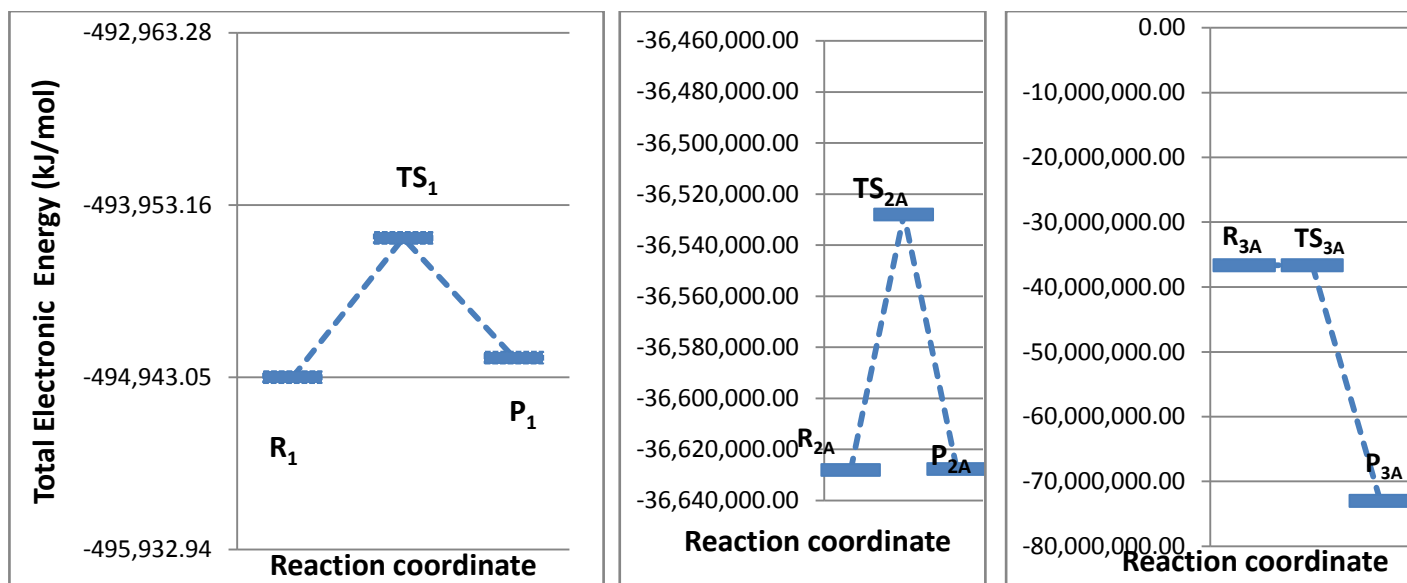 Total Electronic Energy (kJ/mol)
-492,963.28
-493,953.16
-494,943.05
-495,932.94
TS1
R1
P1
Reaction coordinate
-36,460,000.00
-36,480,000.00
-36,500,000.00
-36,520,000.00
-36,540,000.00
-36,560,000.00
-36,580,000.00
-36,600,000.00
-36,620,000.00
-36,640,000.00
TS2A
R2A
P2A
Reaction coordinate
0.00
-10,000,000.00
-20,000,000.00
-30,000,000.00
-40,000,000.00
-50,000,000.00
-60,000,000.00
-70,000,000.00
-80,000,000.00
R3A
TS3A
P3A
Reaction coordinate